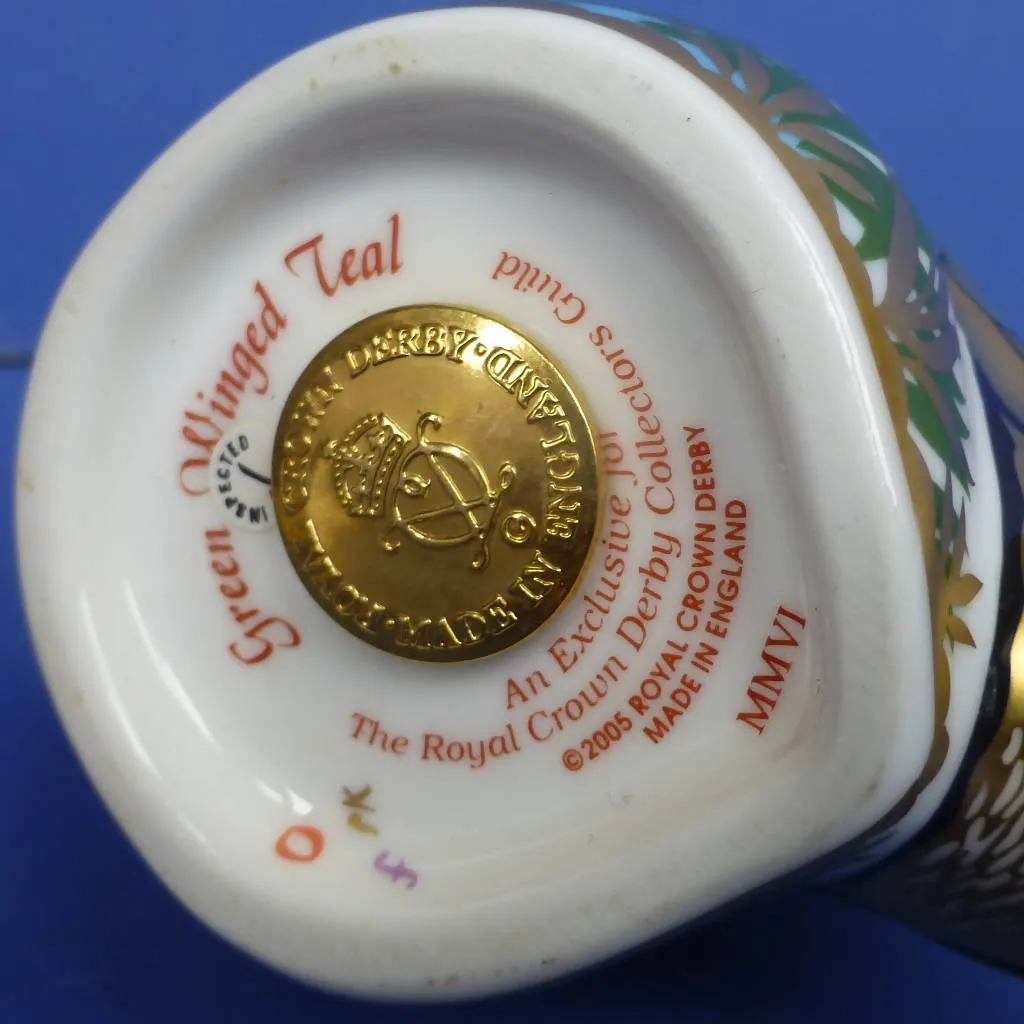 Green Winged Teal
INSPECTED
ROYAL CROWN DERBY · MADE IN ENGLAND ·
©
An Exclusive for
The Royal Crown Derby Collectors Guild
©2005 ROYAL CROWN DERBY
MADE IN ENGLAND
MMVI
O
PK